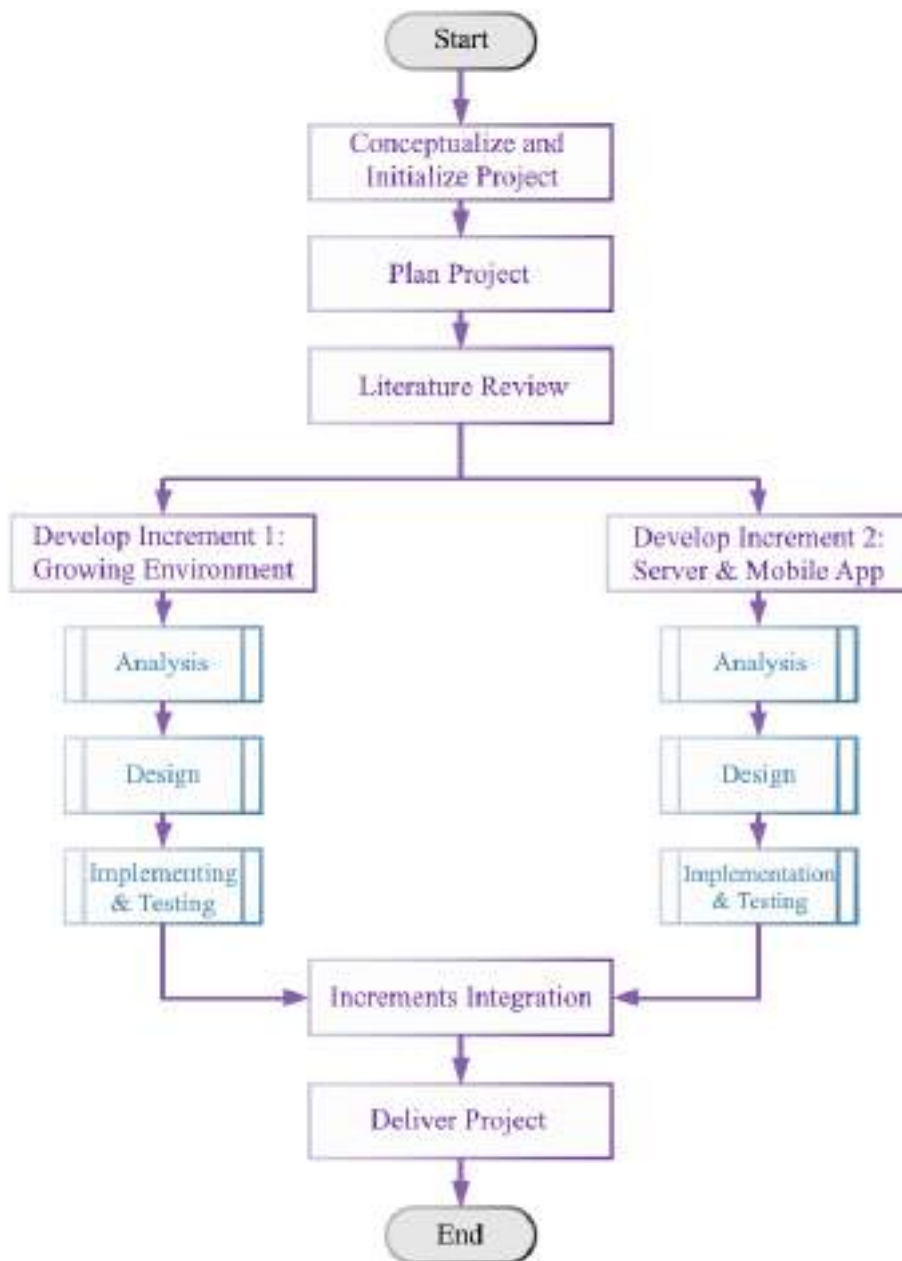 Start
Conceptualize and
Initialize Project
Plan Project
Literature Review
Develop Increment 1:
Growing Environment
Analysis
Design
Implementing
& Testing
Develop Increment 2:
Server & Mobile App
Analysis
Design
Implementation
& Testing
Increments Integration
Deliver Project
End